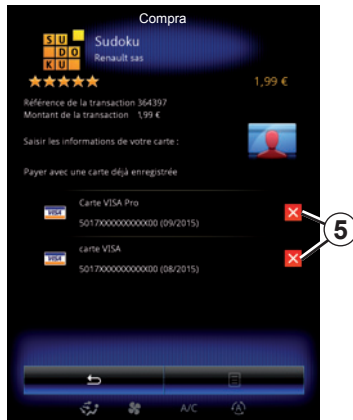 Compra
SU
DO
KU
Sudoku
Renault sas
1,99 €
Référence de la transaction 364397
Montant de la transaction 1,99 €
Saisir les informations de votre carte :
Payer avec une carte déjà enregistrée
Carte VISA Pro
VISA
5017XXXXXXXXXX00 (09/2015)
carte VISA
VISA
5017XXXXXXXXXX00 (08/2015)
5
A/C
A